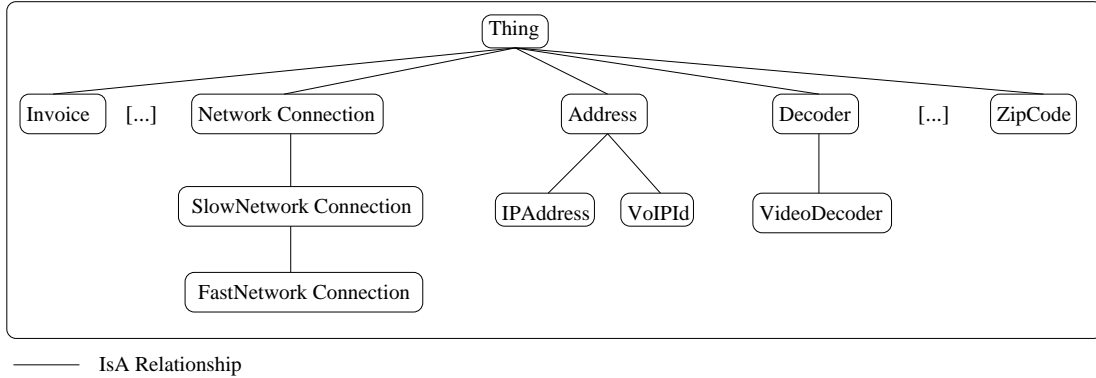 Thing
Invoice [...] Network Connection Address Decoder [...] ZipCode
SlowNetwork Connection IPAddress VoIPId VideoDecoder
FastNetwork Connection
IsA Relationship